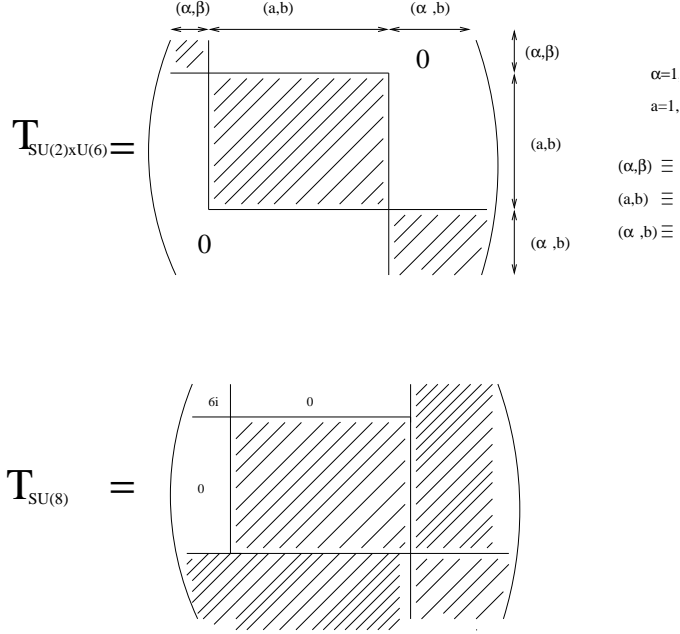 (α,β) (a,b) (α ,b)
0 (α,β)
α=1
a=1,
T SU(2)xU(6) = (a,b)
(α,β) ≡
(a,b) ≡
0 (α ,b) (α ,b) ≡
6i 0
T SU(8) = 0